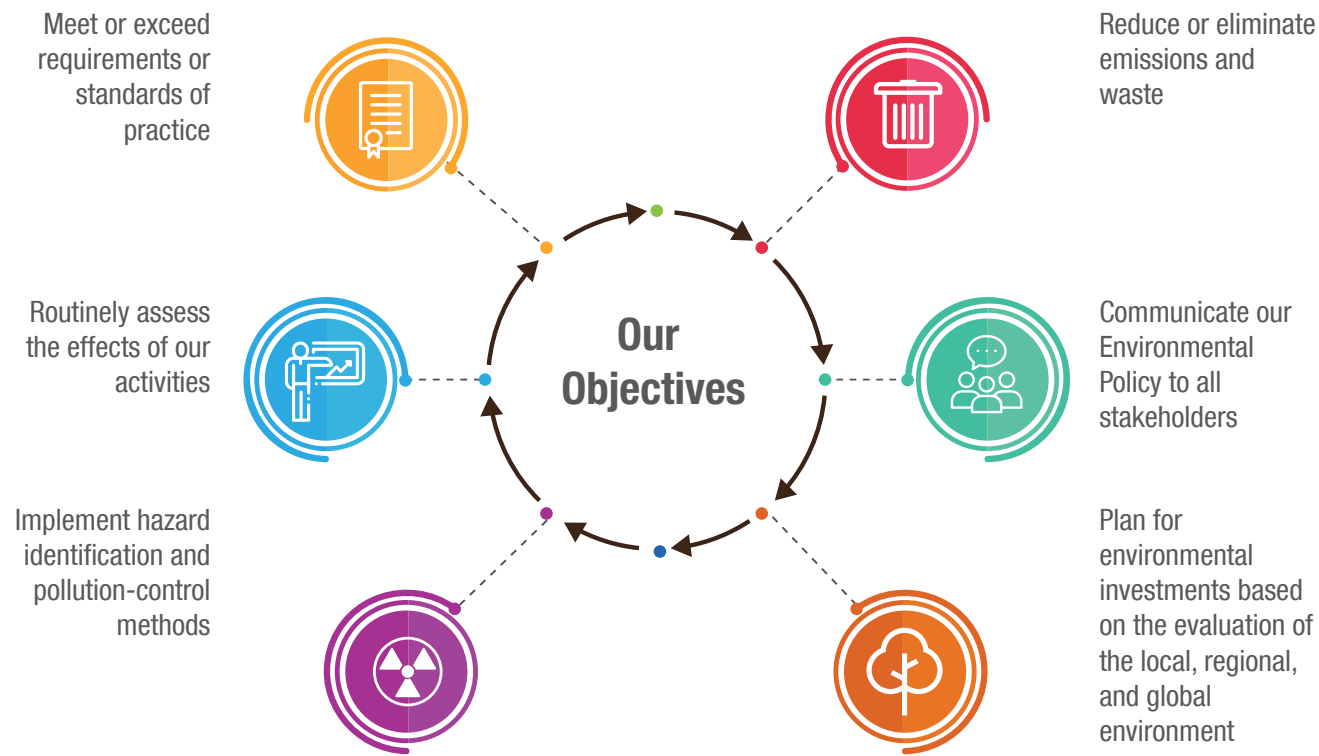 Meet or exceed
requirements or
standards of
practice
Reduce or eliminate
emissions and
waste
Routinely assess
the effects of our
activities
Our
Objectives
Communicate our
Environmental
Policy to all
stakeholders
Implement hazard
identification and
pollution-control
methods
Plan for
environmental
investments based
on the evaluation of
the local, regional,
and global
environment